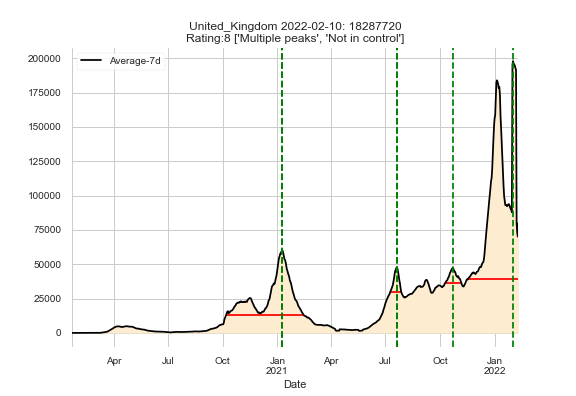 United_Kingdom 2022-02-10: 18287720
Rating:8 ['Multiple peaks', 'Not in control']
Average-7d
200000
175000
150000
125000
100000
75000
50000
25000
0
Apr Jul Oct Jan Apr Jul Oct Jan
2021 2022
Date